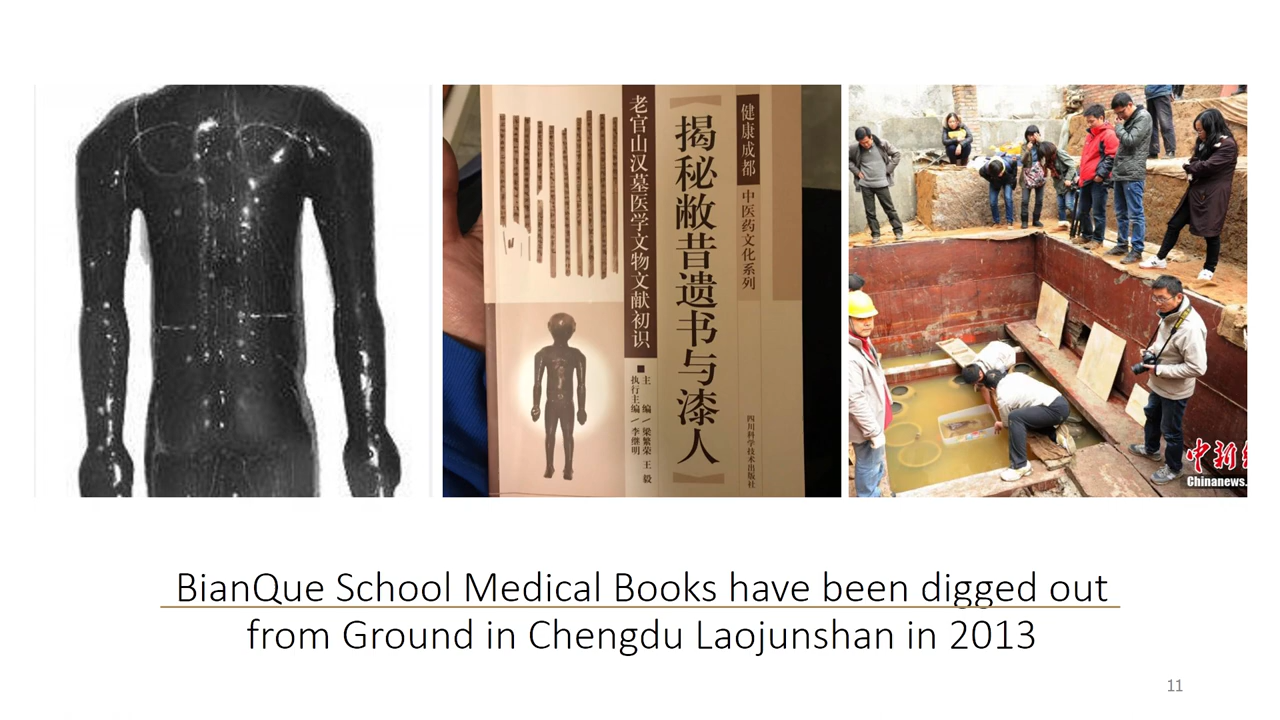 老官山汉墓医学文物文献初识
【揭秘敝昔遗书与漆人】
健康成都
中医药文化系列
主 编／梁繁荣 王 毅
执行主编／李继明
四川科学技术出版社
中新
Chinanews.
BianQue School Medical Books have been digged out
from Ground in Chengdu Laojunshan in 2013
11